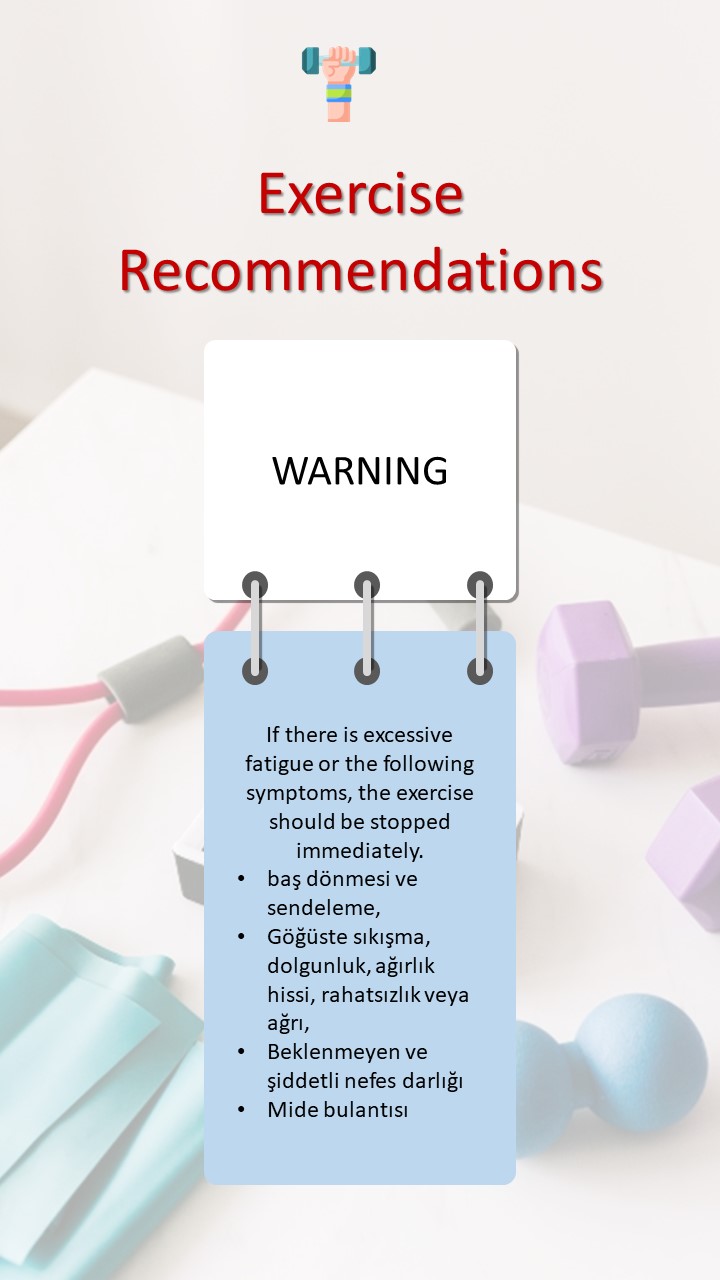 Exercise
Recommendations
WARNING
If there is excessive
fatigue or the following
symptoms, the exercise
should be stopped
immediately.
• baş dönmesi ve
sendeleme,
• Göğüste sıkışma,
dolgunluk, ağırlık
hissi, rahatsızlık veya
ağrı,
• Beklenmeyen ve
şiddetli nefes darlığı
• Mide bulantısı